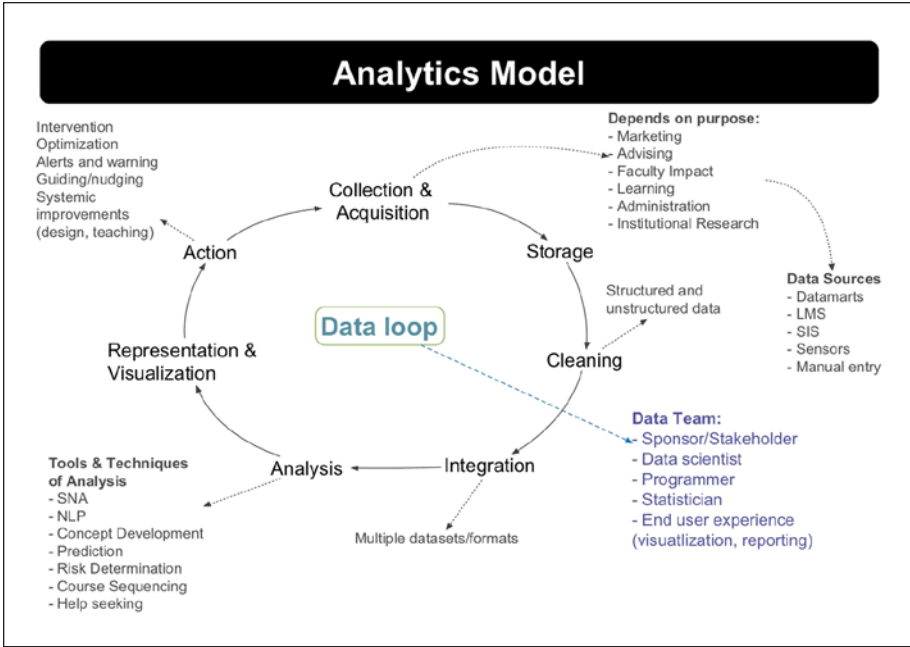 Analytics Model
Intervention
Optimization
Alerts and warning
Guiding/nudging
Systemic
improvements
(design, teaching)
Depends on purpose:
- Marketing
- Advising
- Faculty Impact
- Learning
- Administration
- Institutional Research
Collection &
Acquisition
Action
Storage
Data Sources
- Datamarts
- LMS
- SIS
- Sensors
- Manual entry
Structured and
unstructured data
Data loop
Representation &
Visualization
Cleaning
Data Team:
- Sponsor/Stakeholder
- Data scientist
- Programmer
- Statistician
- End user experience
(visuatlization, reporting)
Analysis
Integration
Tools & Techniques
of Analysis
- SNA
- NLP
- Concept Development
- Prediction
- Risk Determination
- Course Sequencing
- Help seeking
Multiple datasets/formats